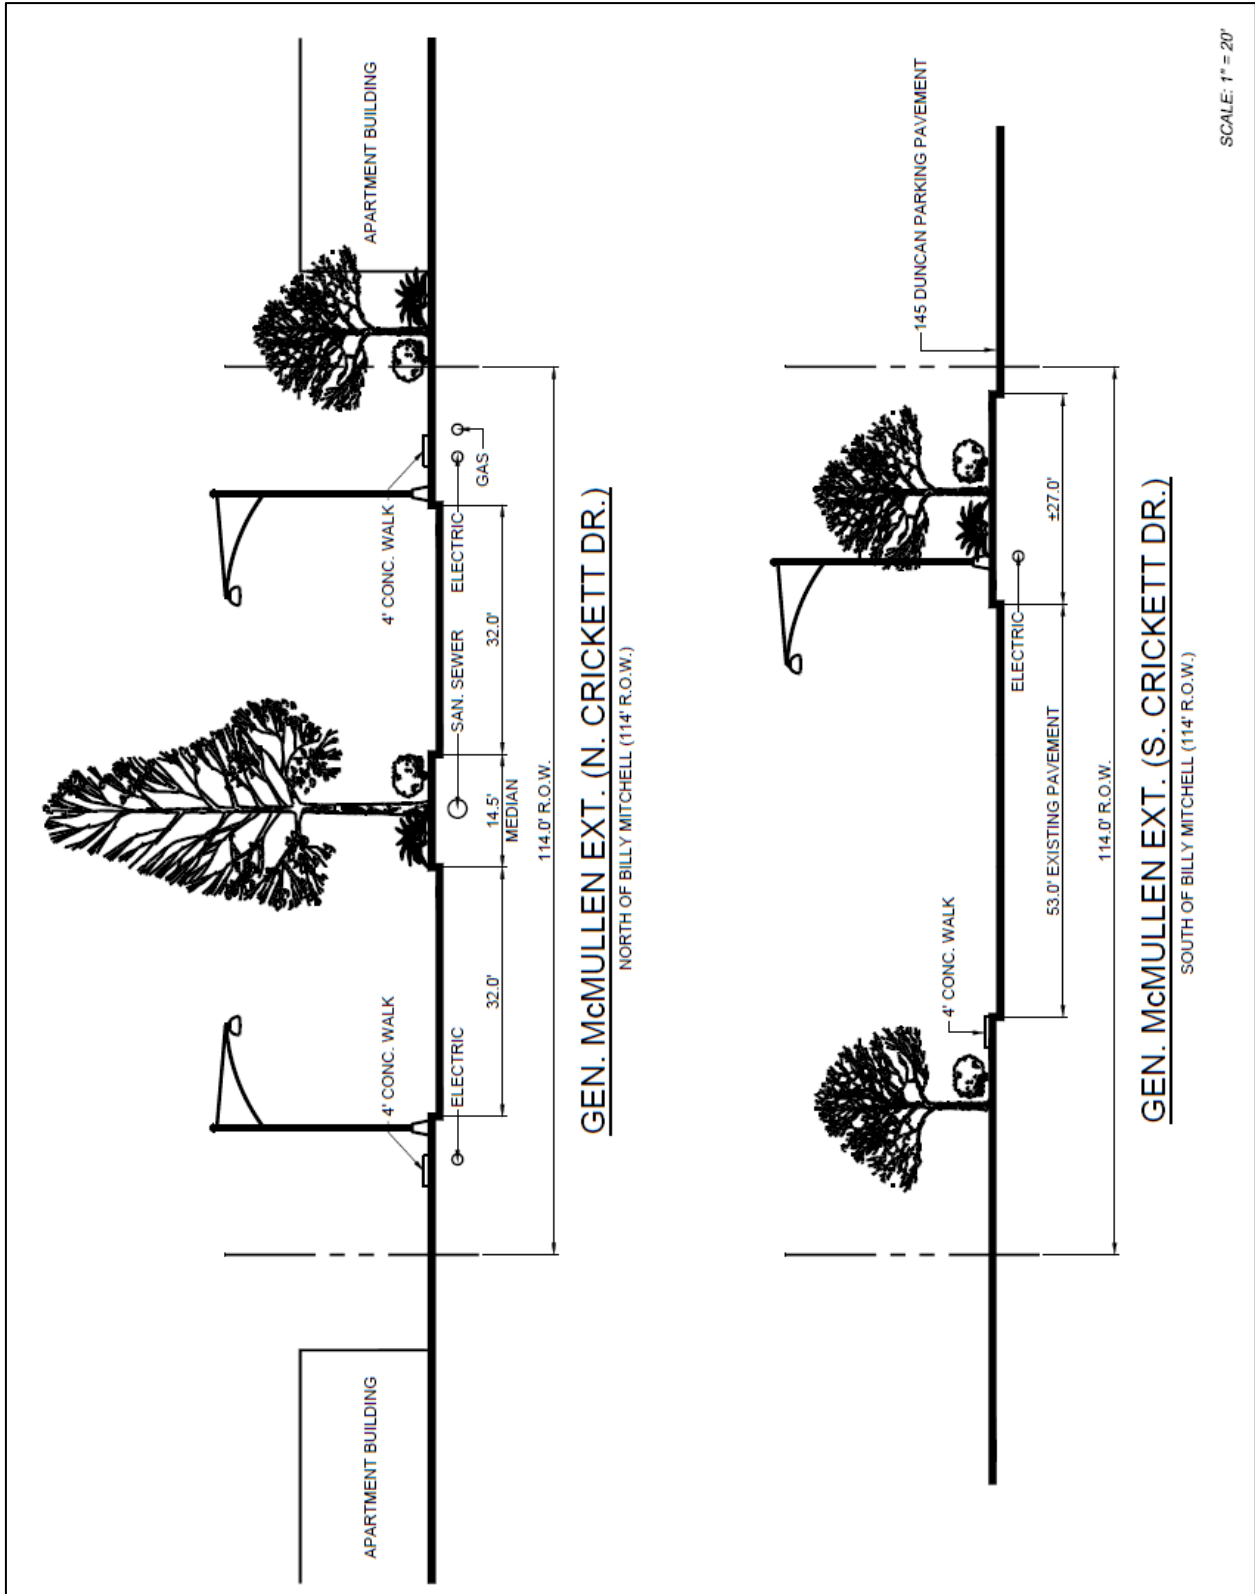 APARTMENT BUILDING
APARTMENT BUILDING
4' CONC. WALK
4' CONC. WALK
ELECTRIC
SAN. SEWER
ELECTRIC
GAS
32.0'
14.5'
MEDIAN
32.0'
114.0' R.O.W.
GEN. McMULLEN EXT. (N. CRICKETT DR.)
NORTH OF BILLY MITCHELL (114' R.O.W.)
145 DUNCAN PARKING PAVEMENT
4' CONC. WALK
ELECTRIC
53.0' EXISTING PAVEMENT
±27.0'
114.0' R.O.W.
GEN. McMULLEN EXT. (S. CRICKETT DR.)
SOUTH OF BILLY MITCHELL (114' R.O.W.)
SCALE: 1" = 20'